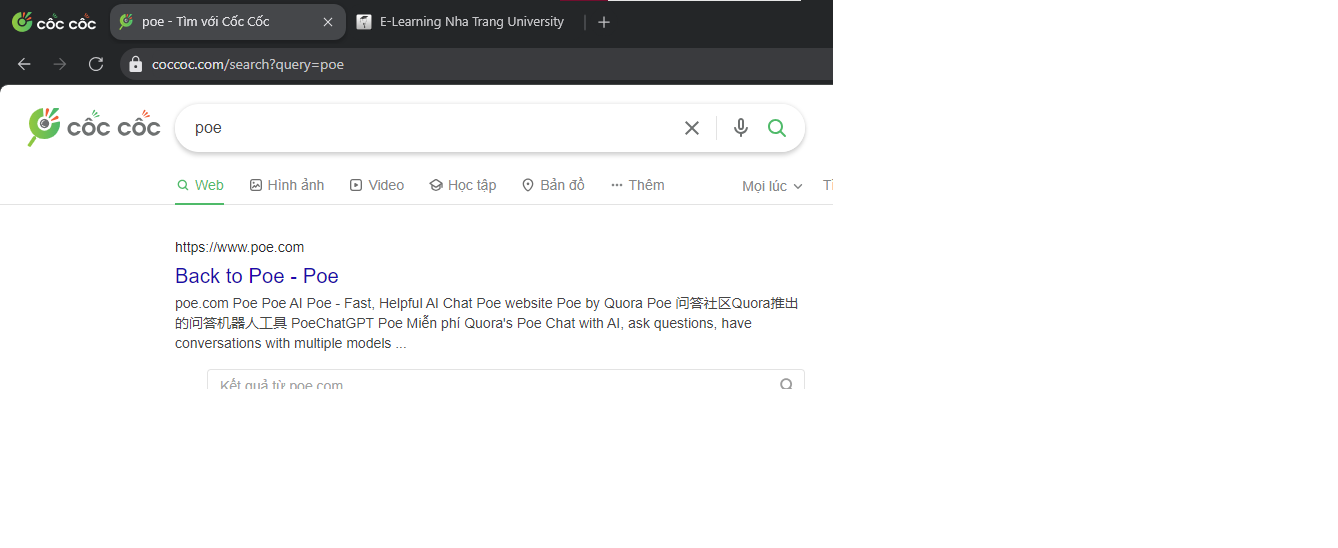 cốc cốc
poe - Tìm với Cốc Cốc
E-Learning Nha Trang University
coccoc.com/search?query=poe
cốc cốc
poe
Web Hình ảnh Video Học tập Bản đồ Thêm Mọi lúc
https://www.poe.com
Back to Poe - Poe
poe.com Poe Poe AI Poe - Fast, Helpful AI Chat Poe website Poe by Quora Poe 问答社区Quora推出
的问答机器人工具 PoeChatGPT Poe Miễn phí Quora's Poe Chat with AI, ask questions, have
conversations with multiple models ...
Kết quả từ poe.com